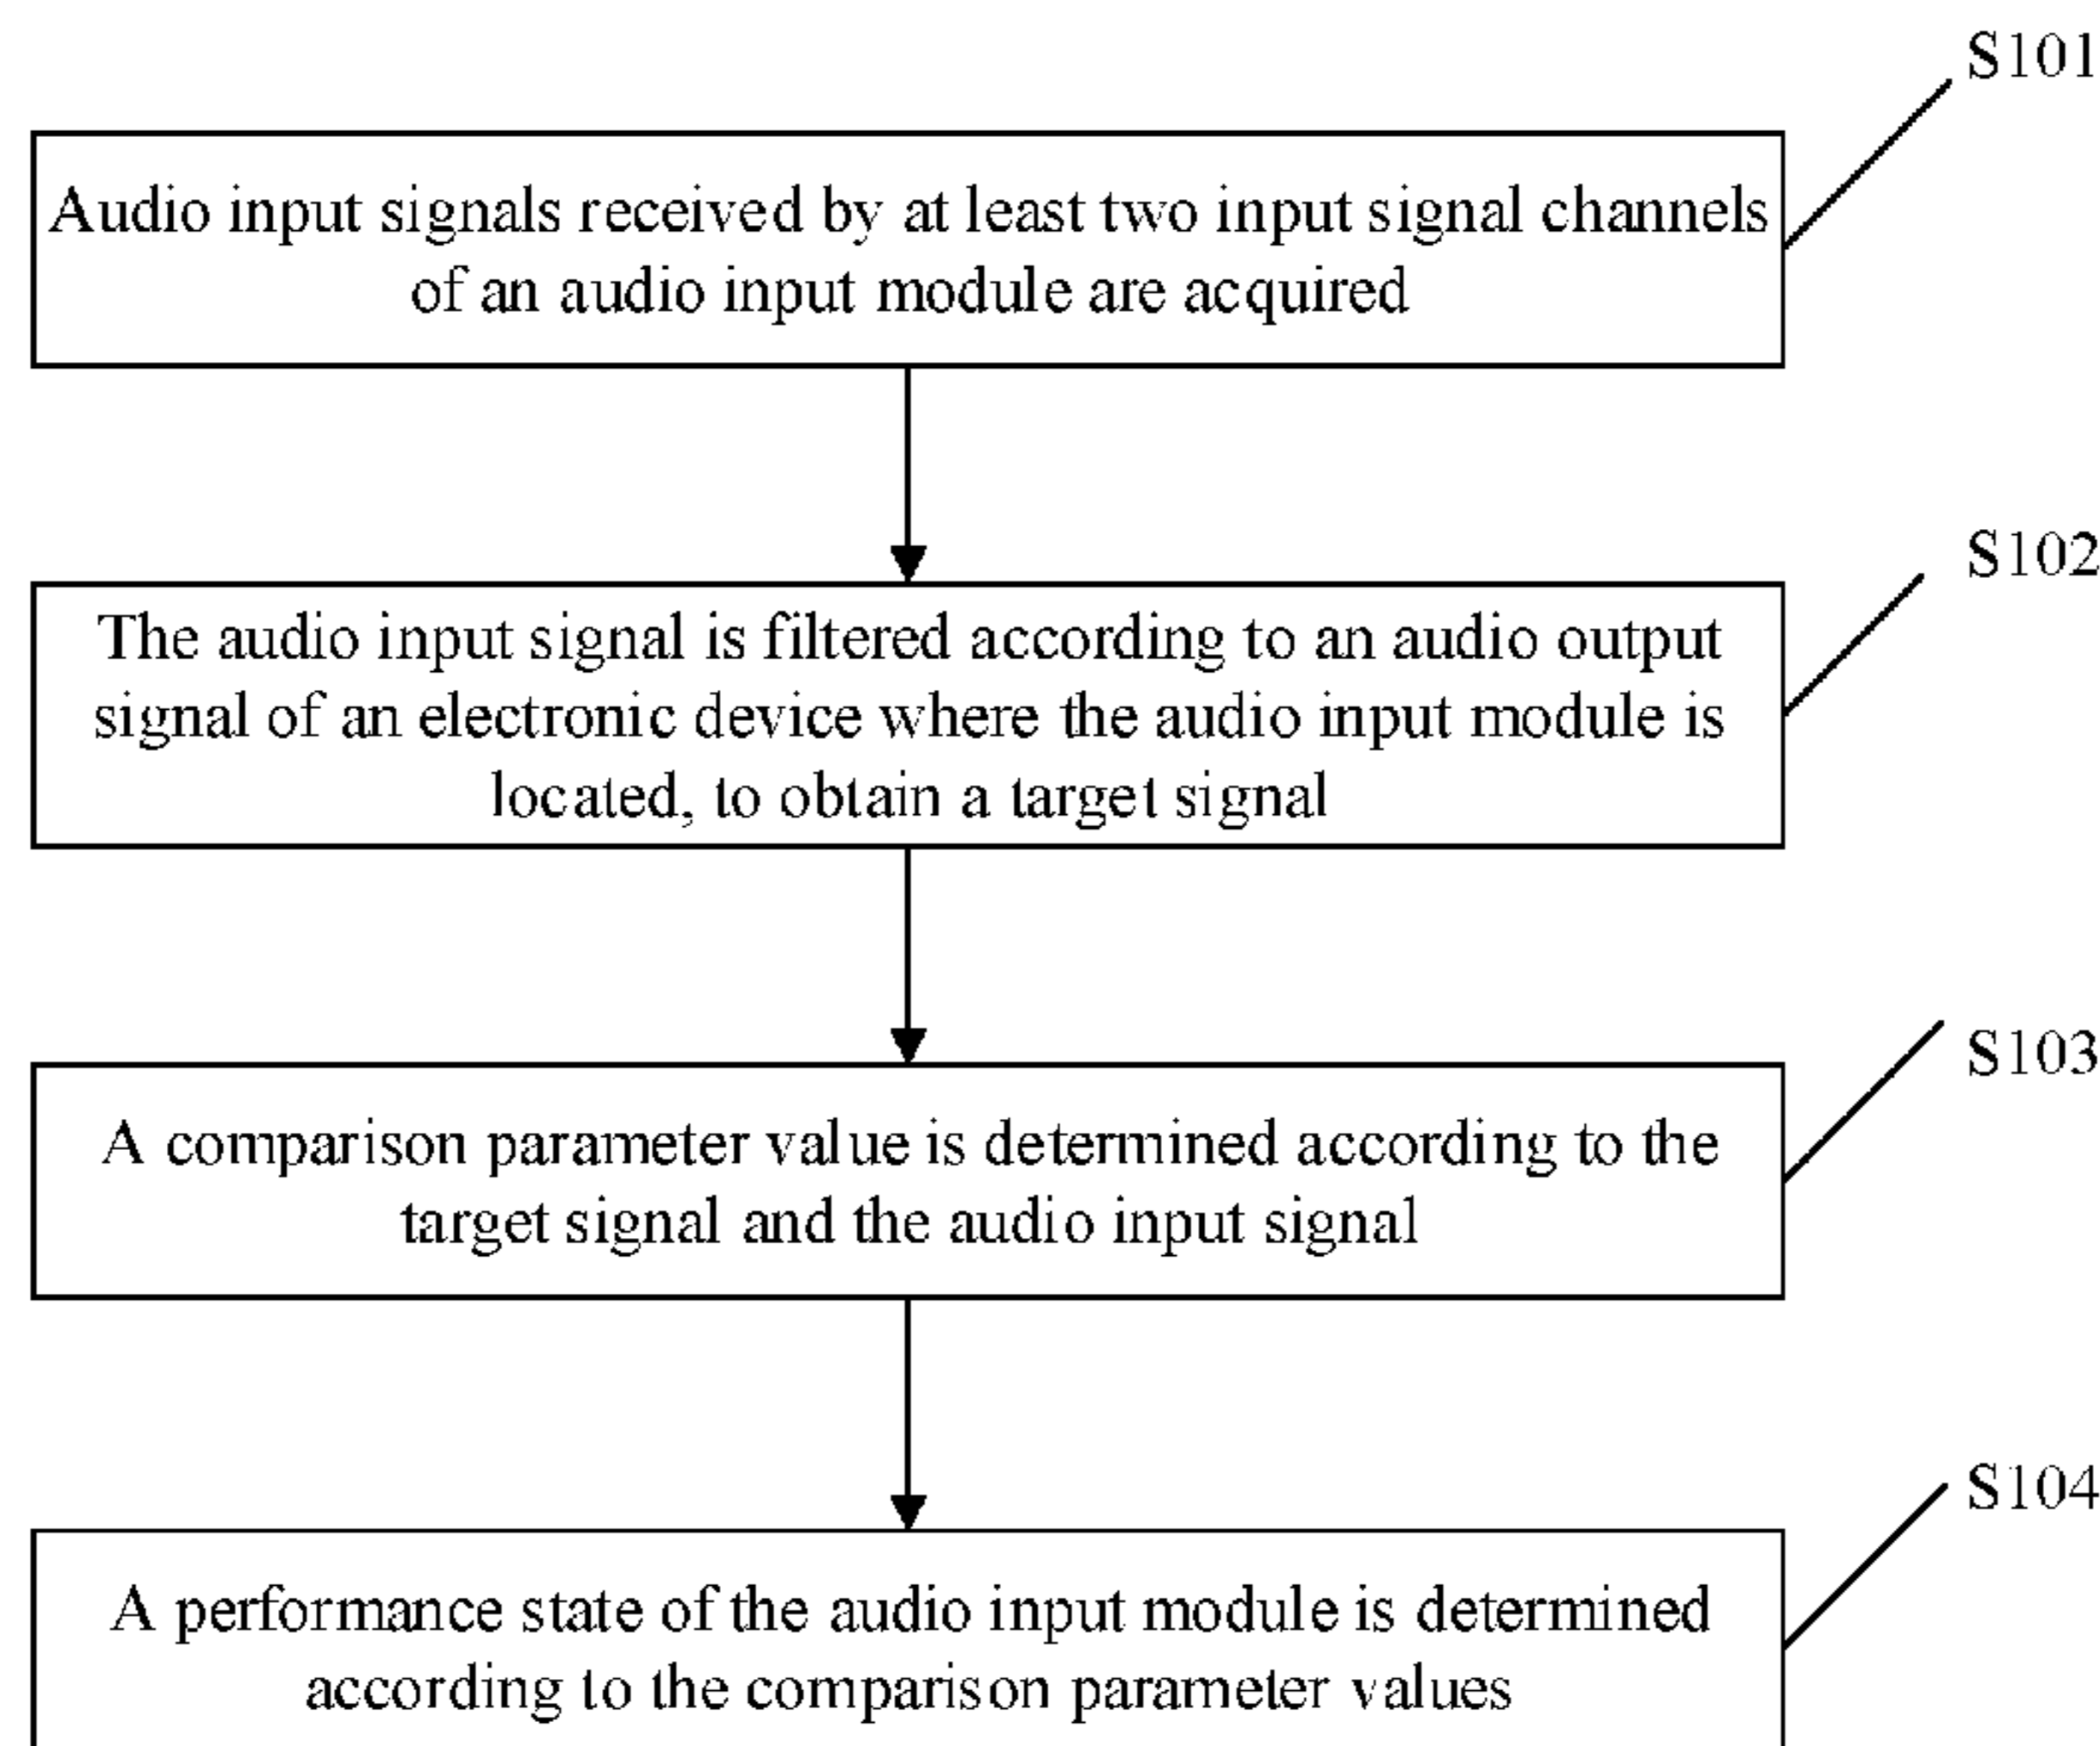 S101
Audio input signals received by at least two input signal channels
of an audio input module are acquired
S102
The audio input signal is filtered according to an audio output
signal of an electronic device where the audio input module is
located, to obtain a target signal
S103
A comparison parameter value is determined according to the
target signal and the audio input signal
S104
A performance state of the audio input module is determined
according to the comparison parameter values